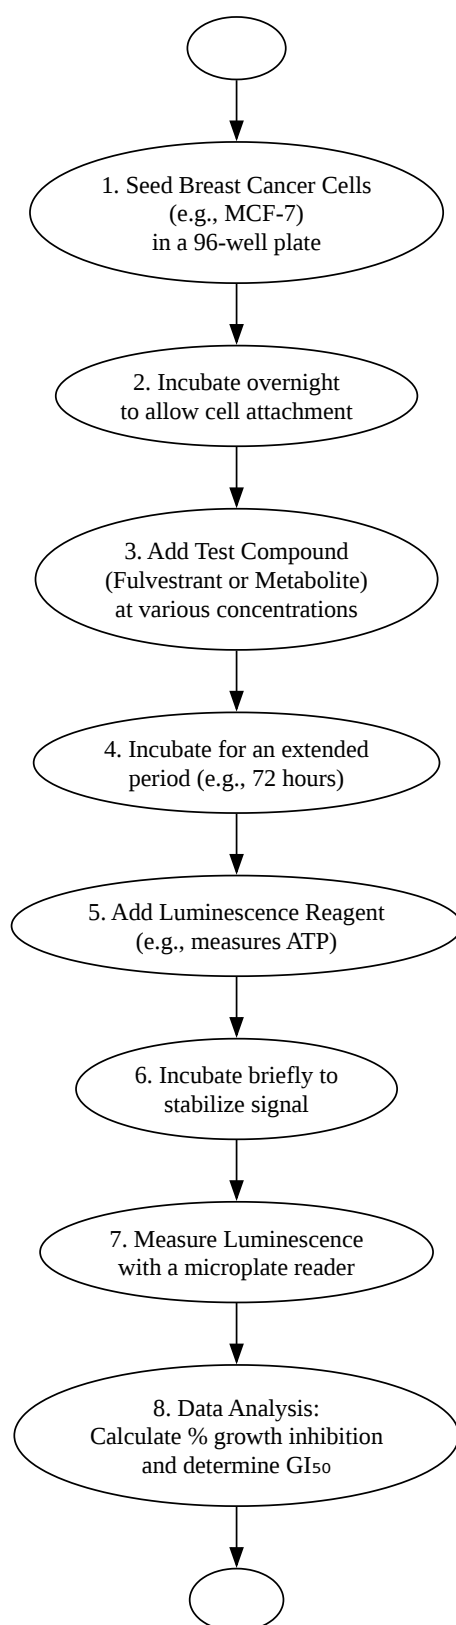 1. Seed Breast Cancer Cells
(e.g., MCF-7)
in a 96-well plate
2. Incubate overnight
to allow cell attachment
3. Add Test Compound
(Fulvestrant or Metabolite)
at various concentrations
4. Incubate for an extended
period (e.g., 72 hours)
5. Add Luminescence Reagent
(e.g., measures ATP)
6. Incubate briefly to
stabilize signal
7. Measure Luminescence
with a microplate reader
8. Data Analysis:
Calculate % growth inhibition
and determine GI₅₀